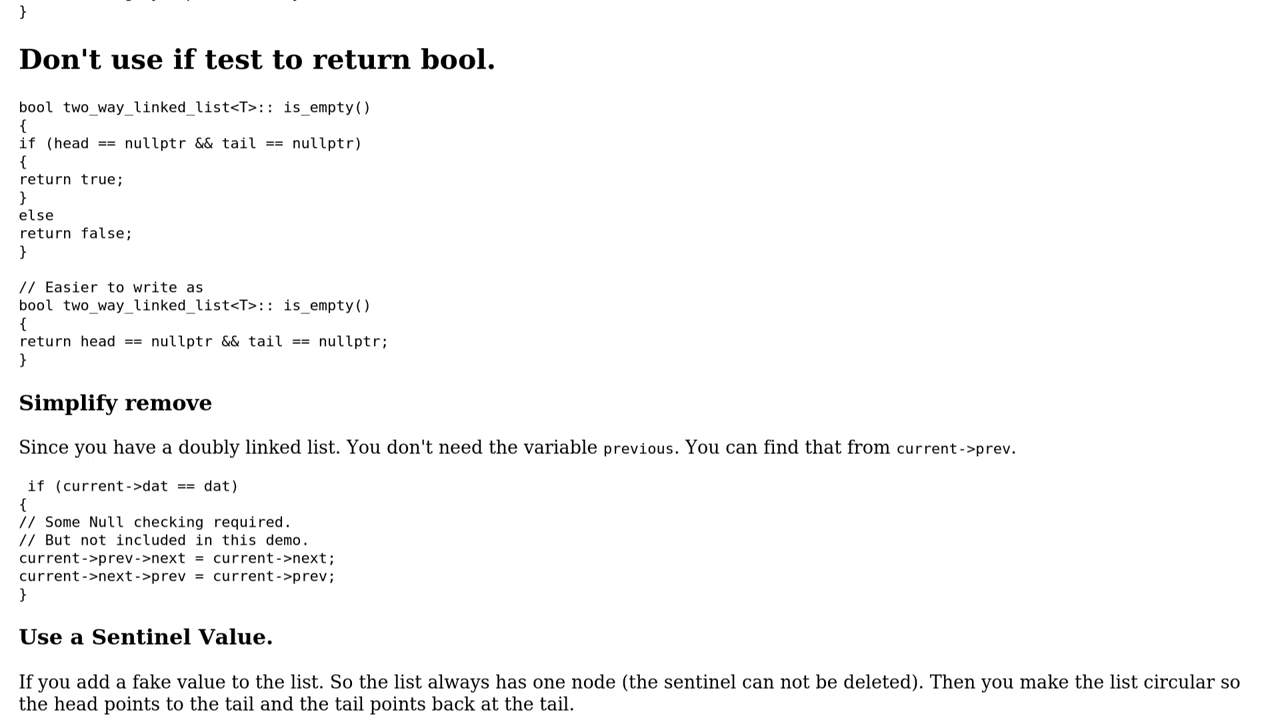 }
Don't use if test to return bool.
bool two_way_linked_list<T>:: is_empty()
{
if (head == nullptr && tail == nullptr)
{
return true;
}
else
return false;
}
// Easier to write as
bool two_way_linked_list<T>:: is_empty()
{
return head == nullptr && tail == nullptr;
}
Simplify remove
Since you have a doubly linked list. You don't need the variable previous. You can find that from current->prev.
if (current->dat == dat)
{
// Some Null checking required.
// But not included in this demo.
current->prev->next = current->next;
current->next->prev = current->prev;
}
Use a Sentinel Value.
If you add a fake value to the list. So the list always has one node (the sentinel can not be deleted). Then you make the list circular so
the head points to the tail and the tail points back at the tail.